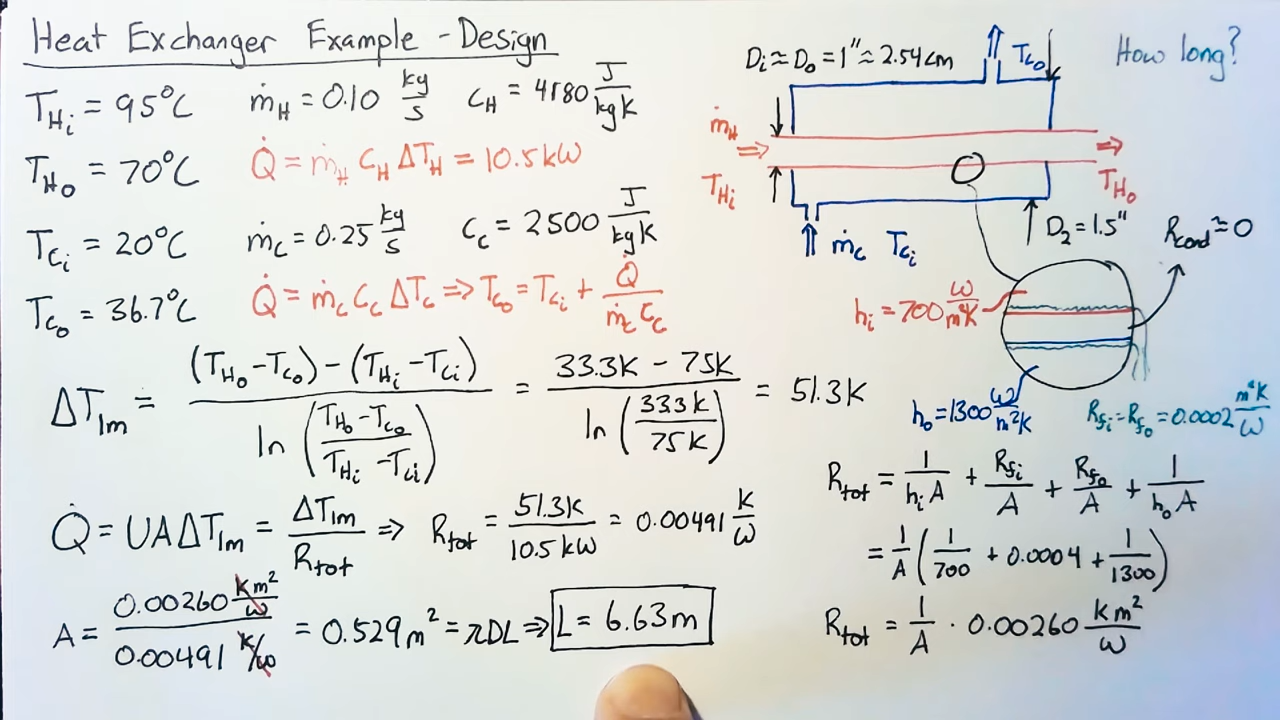 Heat Exchanger Example - Design
T_Hi = 95°C ṁ_H = 0.10 kg/s c_H = 4180 J/kgK
T_Ho = 70°C Q̇ = ṁ_H C_H ΔT_H = 10.5kW
T_Ci = 20°C ṁ_C = 0.25 kg/s C_C = 2500 J/kgK
T_Co = 36.7°C Q̇ = ṁ_C C_C ΔT_C ⇒ T_Co = T_Ci + Q̇/(ṁ_C C_C)
ΔT_lm = ((T_Ho - T_Co) - (T_Hi - T_Ci))/(ln((T_Ho - T_Co)/(T_Hi - T_Ci))) = (33.3K - 75K)/(ln(33.3K/75K)) = 51.3K
Q̇ = UAΔT_lm = ΔT_lm/R_tot ⇒ R_tot = 51.3K/10.5kW = 0.00491 K/W
A = (0.00260 Km²/W)/(0.00491 K/W) = 0.529m² = πDL ⇒ L = 6.63m
D_i ≈ D_o = 1" ≈ 2.54cm
T_Co
How long?
ṁ_H
T_Hi
T_Ho
ṁ_C T_Ci
D_2 = 1.5"
R_cond ≈ 0
h_i = 700 W/m²K
h_o = 1300 W/m²K
R_fi = R_fo = 0.0002 m²K/W
R_tot = 1/(h_i A) + R_fi/A + R_fo/A + 1/(h_o A)
= 1/A (1/700 + 0.0004 + 1/1300)
R_tot = 1/A · 0.00260 Km²/W